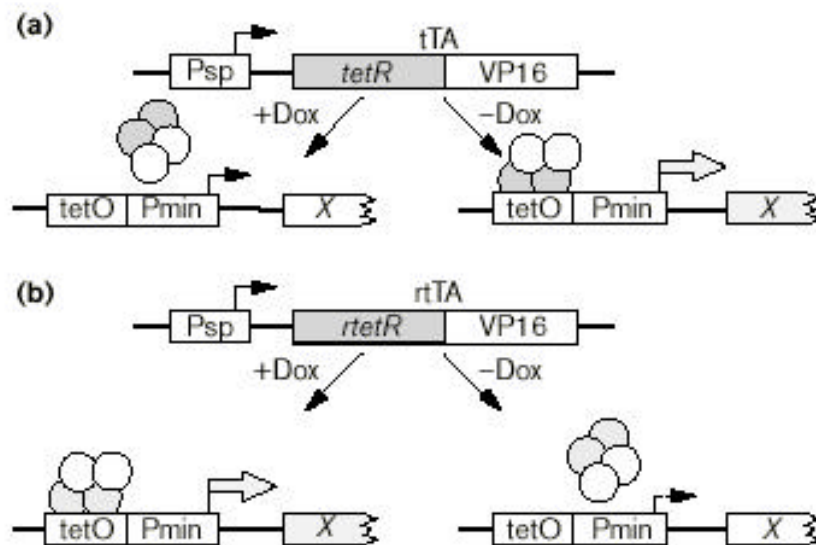 (a)
tTA
Psp tetR VP16
+Dox −Dox
tetO Pmin X tetO Pmin X
(b)
rtTA
Psp rtetR VP16
+Dox −Dox
tetO Pmin X tetO Pmin X